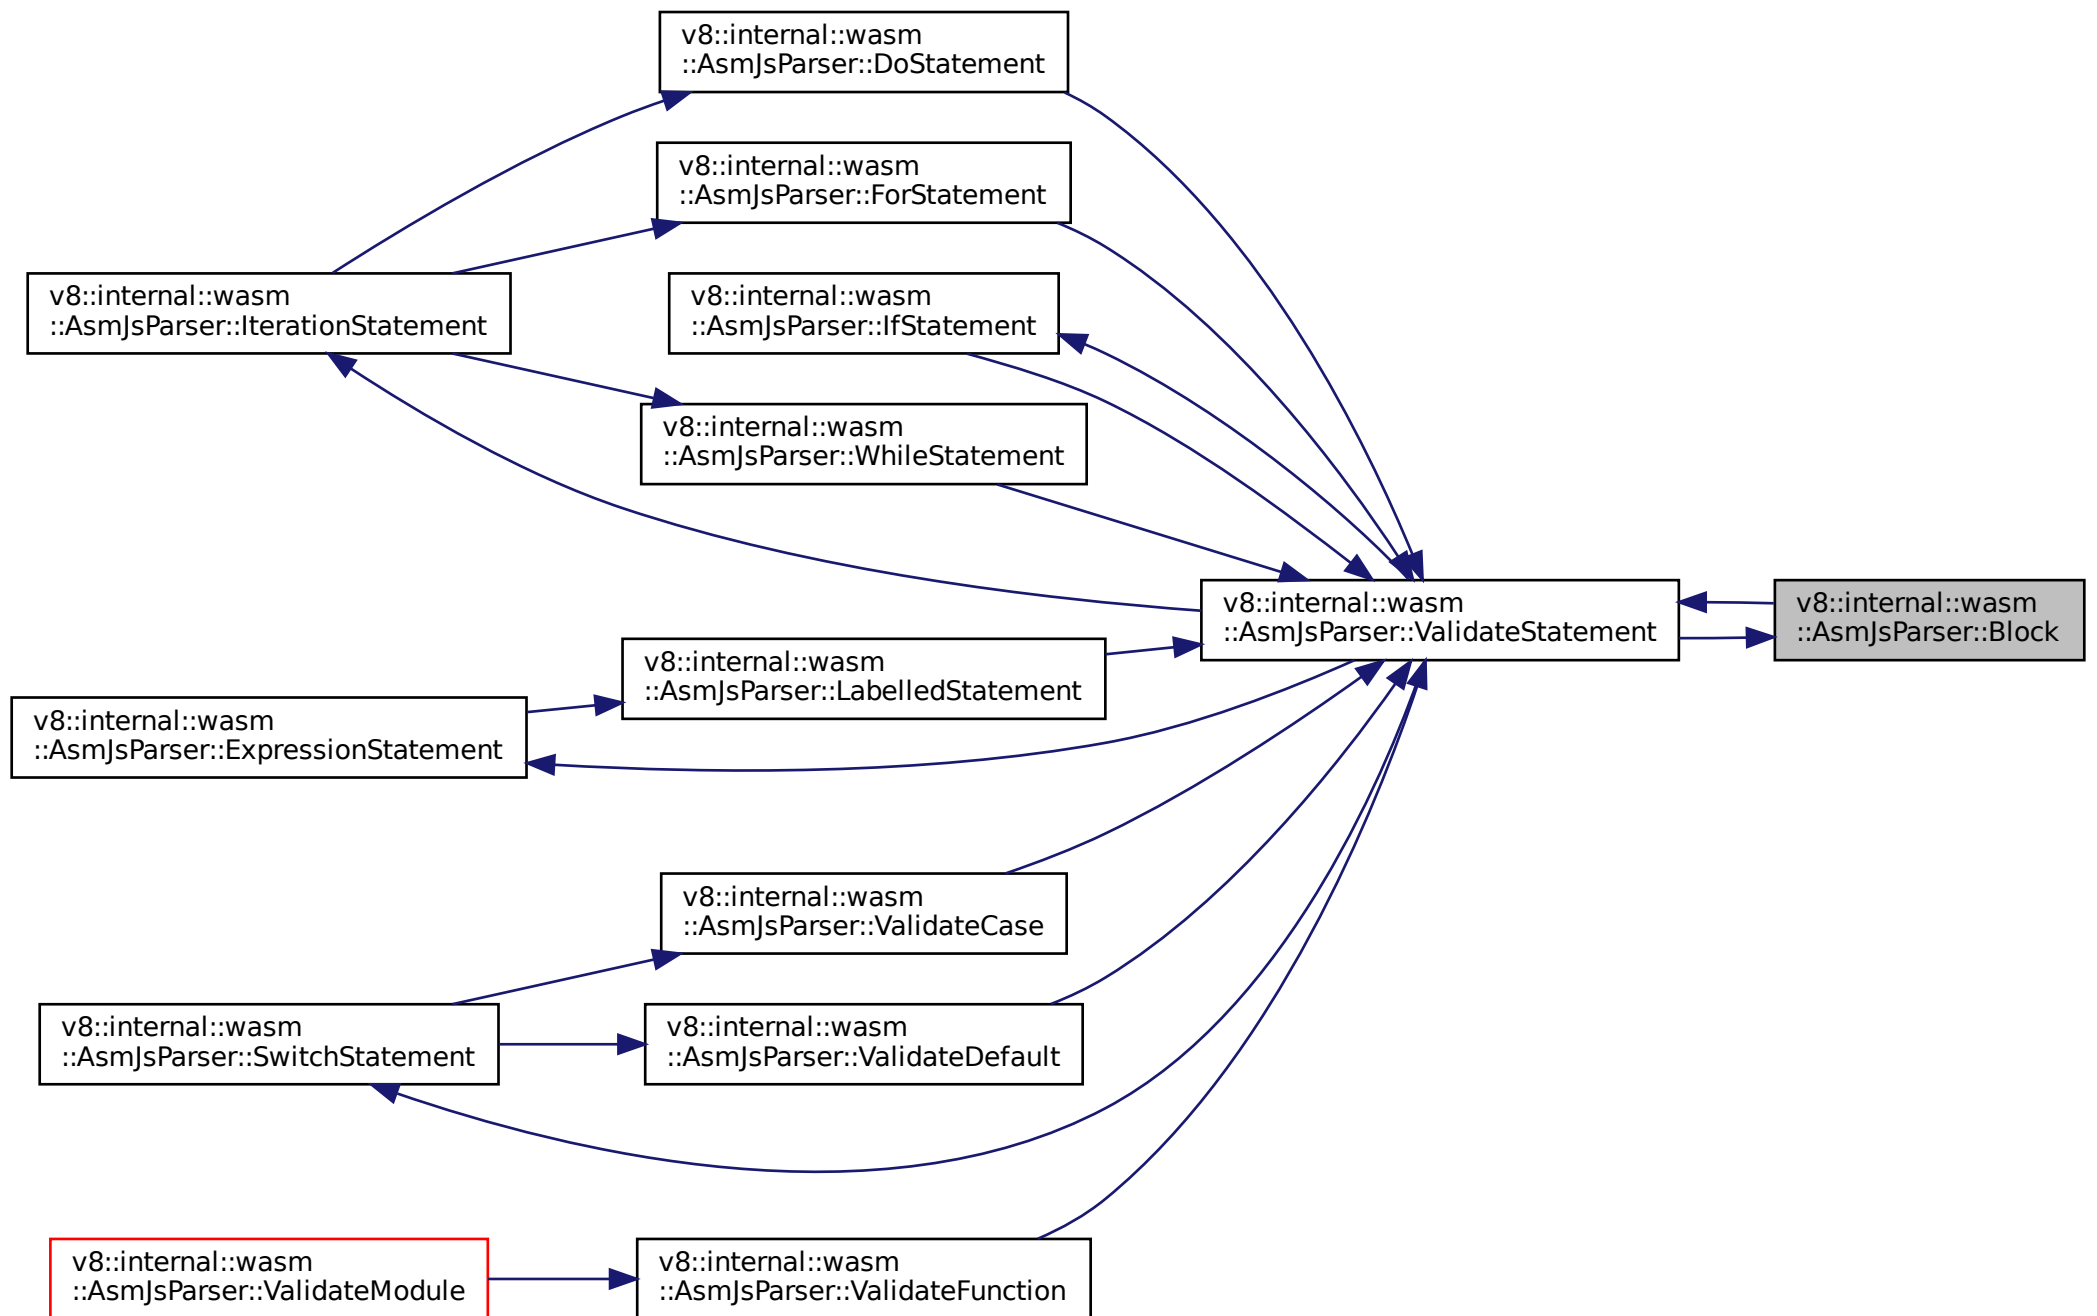 v8::internal::wasm
::AsmJsParser::DoStatement
v8::internal::wasm
::AsmJsParser::ForStatement
v8::internal::wasm
::AsmJsParser::IterationStatement
v8::internal::wasm
::AsmJsParser::IfStatement
v8::internal::wasm
::AsmJsParser::WhileStatement
v8::internal::wasm
::AsmJsParser::ValidateStatement
v8::internal::wasm
::AsmJsParser::Block
v8::internal::wasm
::AsmJsParser::LabelledStatement
v8::internal::wasm
::AsmJsParser::ExpressionStatement
v8::internal::wasm
::AsmJsParser::ValidateCase
v8::internal::wasm
::AsmJsParser::SwitchStatement
v8::internal::wasm
::AsmJsParser::ValidateDefault
v8::internal::wasm
::AsmJsParser::ValidateModule
v8::internal::wasm
::AsmJsParser::ValidateFunction